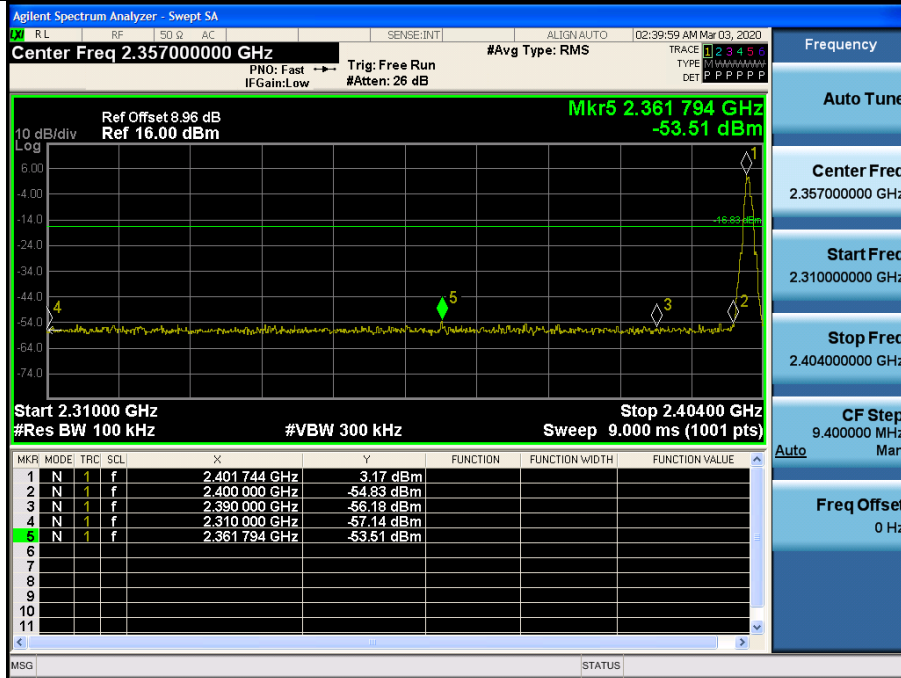 Agilent Spectrum Analyzer - Swept SA
LXI RL RF 50 Ω AC SENSE:INT ALIGN AUTO 02:39:59 AM Mar 03, 2020
Center Freq 2.357000000 GHz
PNO: Fast
IFGain:Low
Trig: Free Run
#Atten: 26 dB
#Avg Type: RMS
TRACE 1 2 3 4 5 6
TYPE M WWWWW
DET P P P P P P
Mkr5 2.361 794 GHz
-53.51 dBm
Ref Offset 8.96 dB
10 dB/div Ref 16.00 dBm
Log
6.00
-4.00
-14.0
-24.0
-34.0
-44.0
-54.0
-64.0
-74.0
-16.83 dBm
1
2
3
4
5
Start 2.31000 GHz Stop 2.40400 GHz
#Res BW 100 kHz #VBW 300 kHz Sweep 9.000 ms (1001 pts)
MKR MODE TRC SCL X Y FUNCTION FUNCTION WIDTH FUNCTION VALUE
1 N 1 f 2.401 744 GHz 3.17 dBm
2 N 1 f 2.400 000 GHz -54.83 dBm
3 N 1 f 2.390 000 GHz -56.18 dBm
4 N 1 f 2.310 000 GHz -57.14 dBm
5 N 1 f 2.361 794 GHz -53.51 dBm
6
7
8
9
10
11
MSG STATUS
Frequency
Auto Tune
Center Freq
2.357000000 GHz
Start Freq
2.310000000 GHz
Stop Freq
2.404000000 GHz
CF Step
9.400000 MHz
Auto Man
Freq Offset
0 Hz